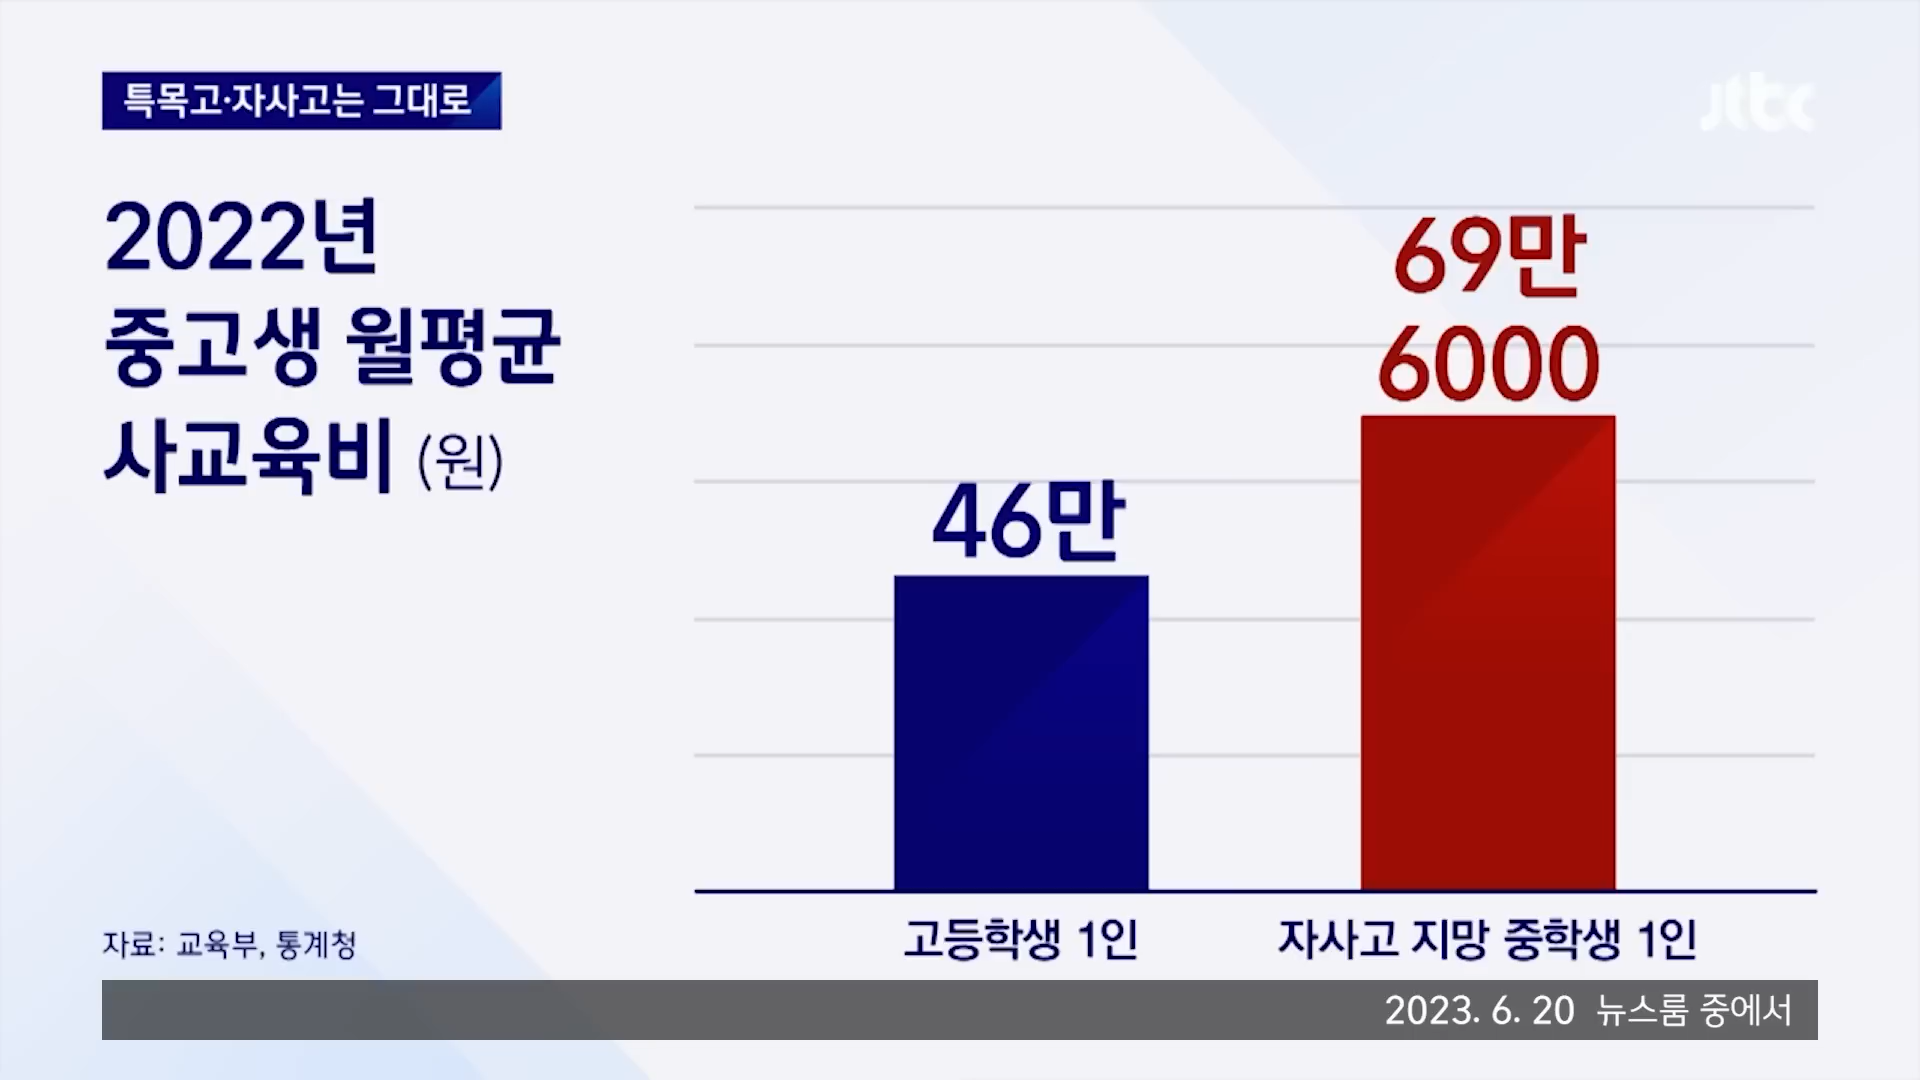 특목고·자사고는 그대로
jtbc
2022년
중고생 월평균
사교육비 (원)
69만
6000
46만
고등학생 1인
자사고 지망 중학생 1인
자료: 교육부, 통계청
2023. 6. 20 뉴스룸 중에서